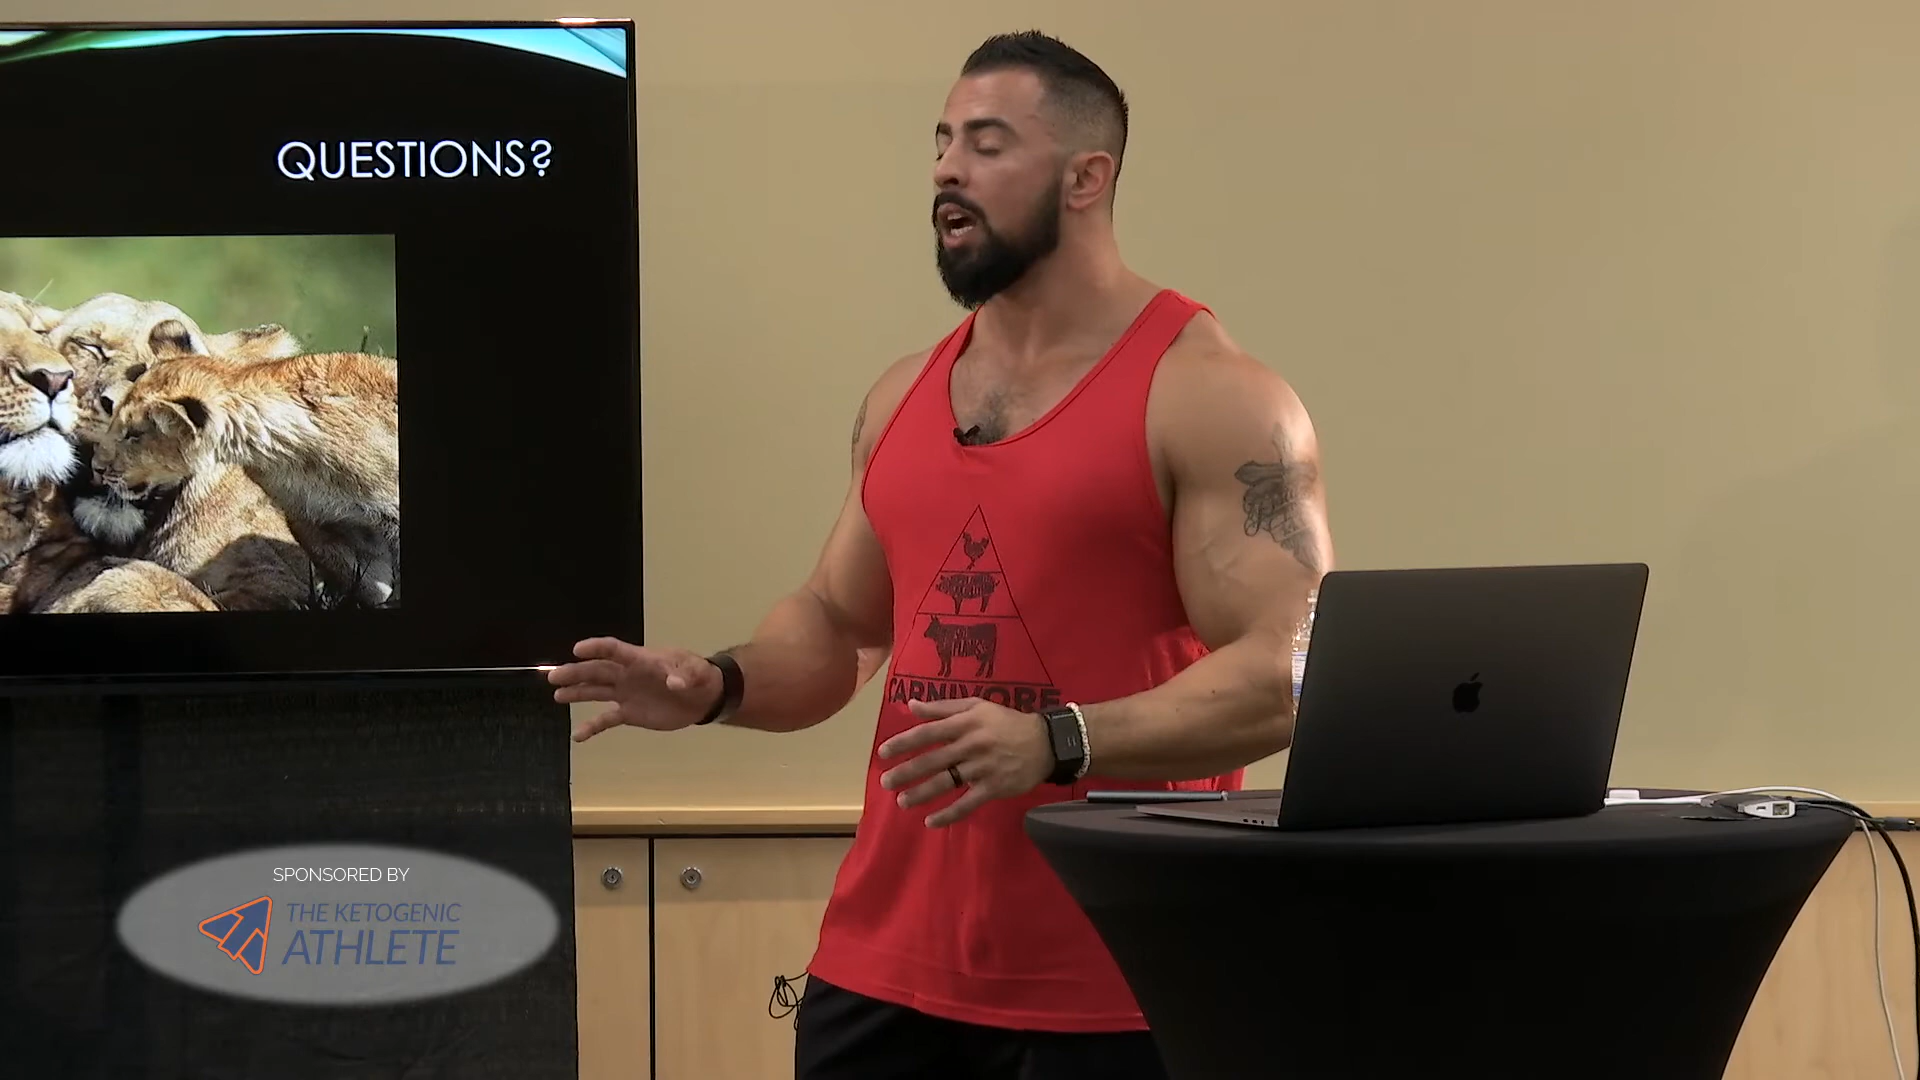 QUESTIONS?
CARNIVORE
SPONSORED BY
THE KETOGENIC
ATHLETE